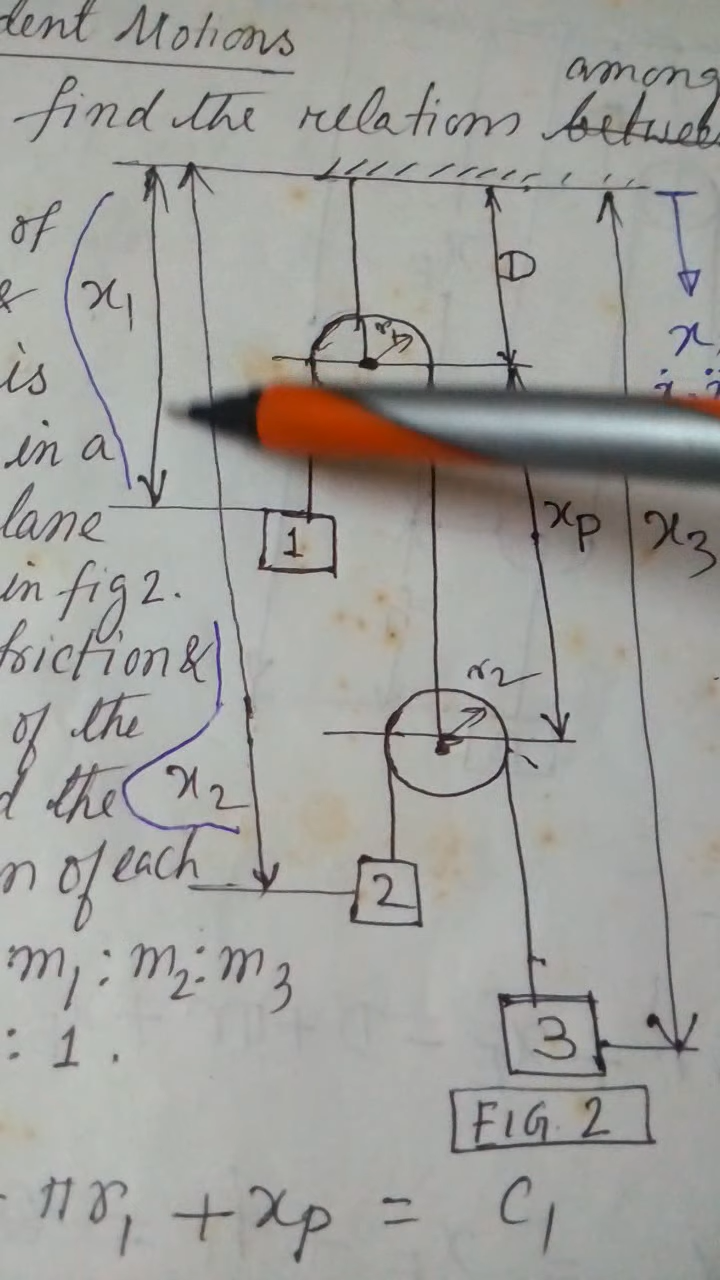 dent Motions
among
find the relations betwee
of
D
x1
&
r1
x
is
in a
lane
xp
x3
1
in fig 2.
friction &
r2
of the
d the
x2
n of each
2
m1 : m2 : m3
: 1 .
3
FIG. 2
πr1 + xp = C1